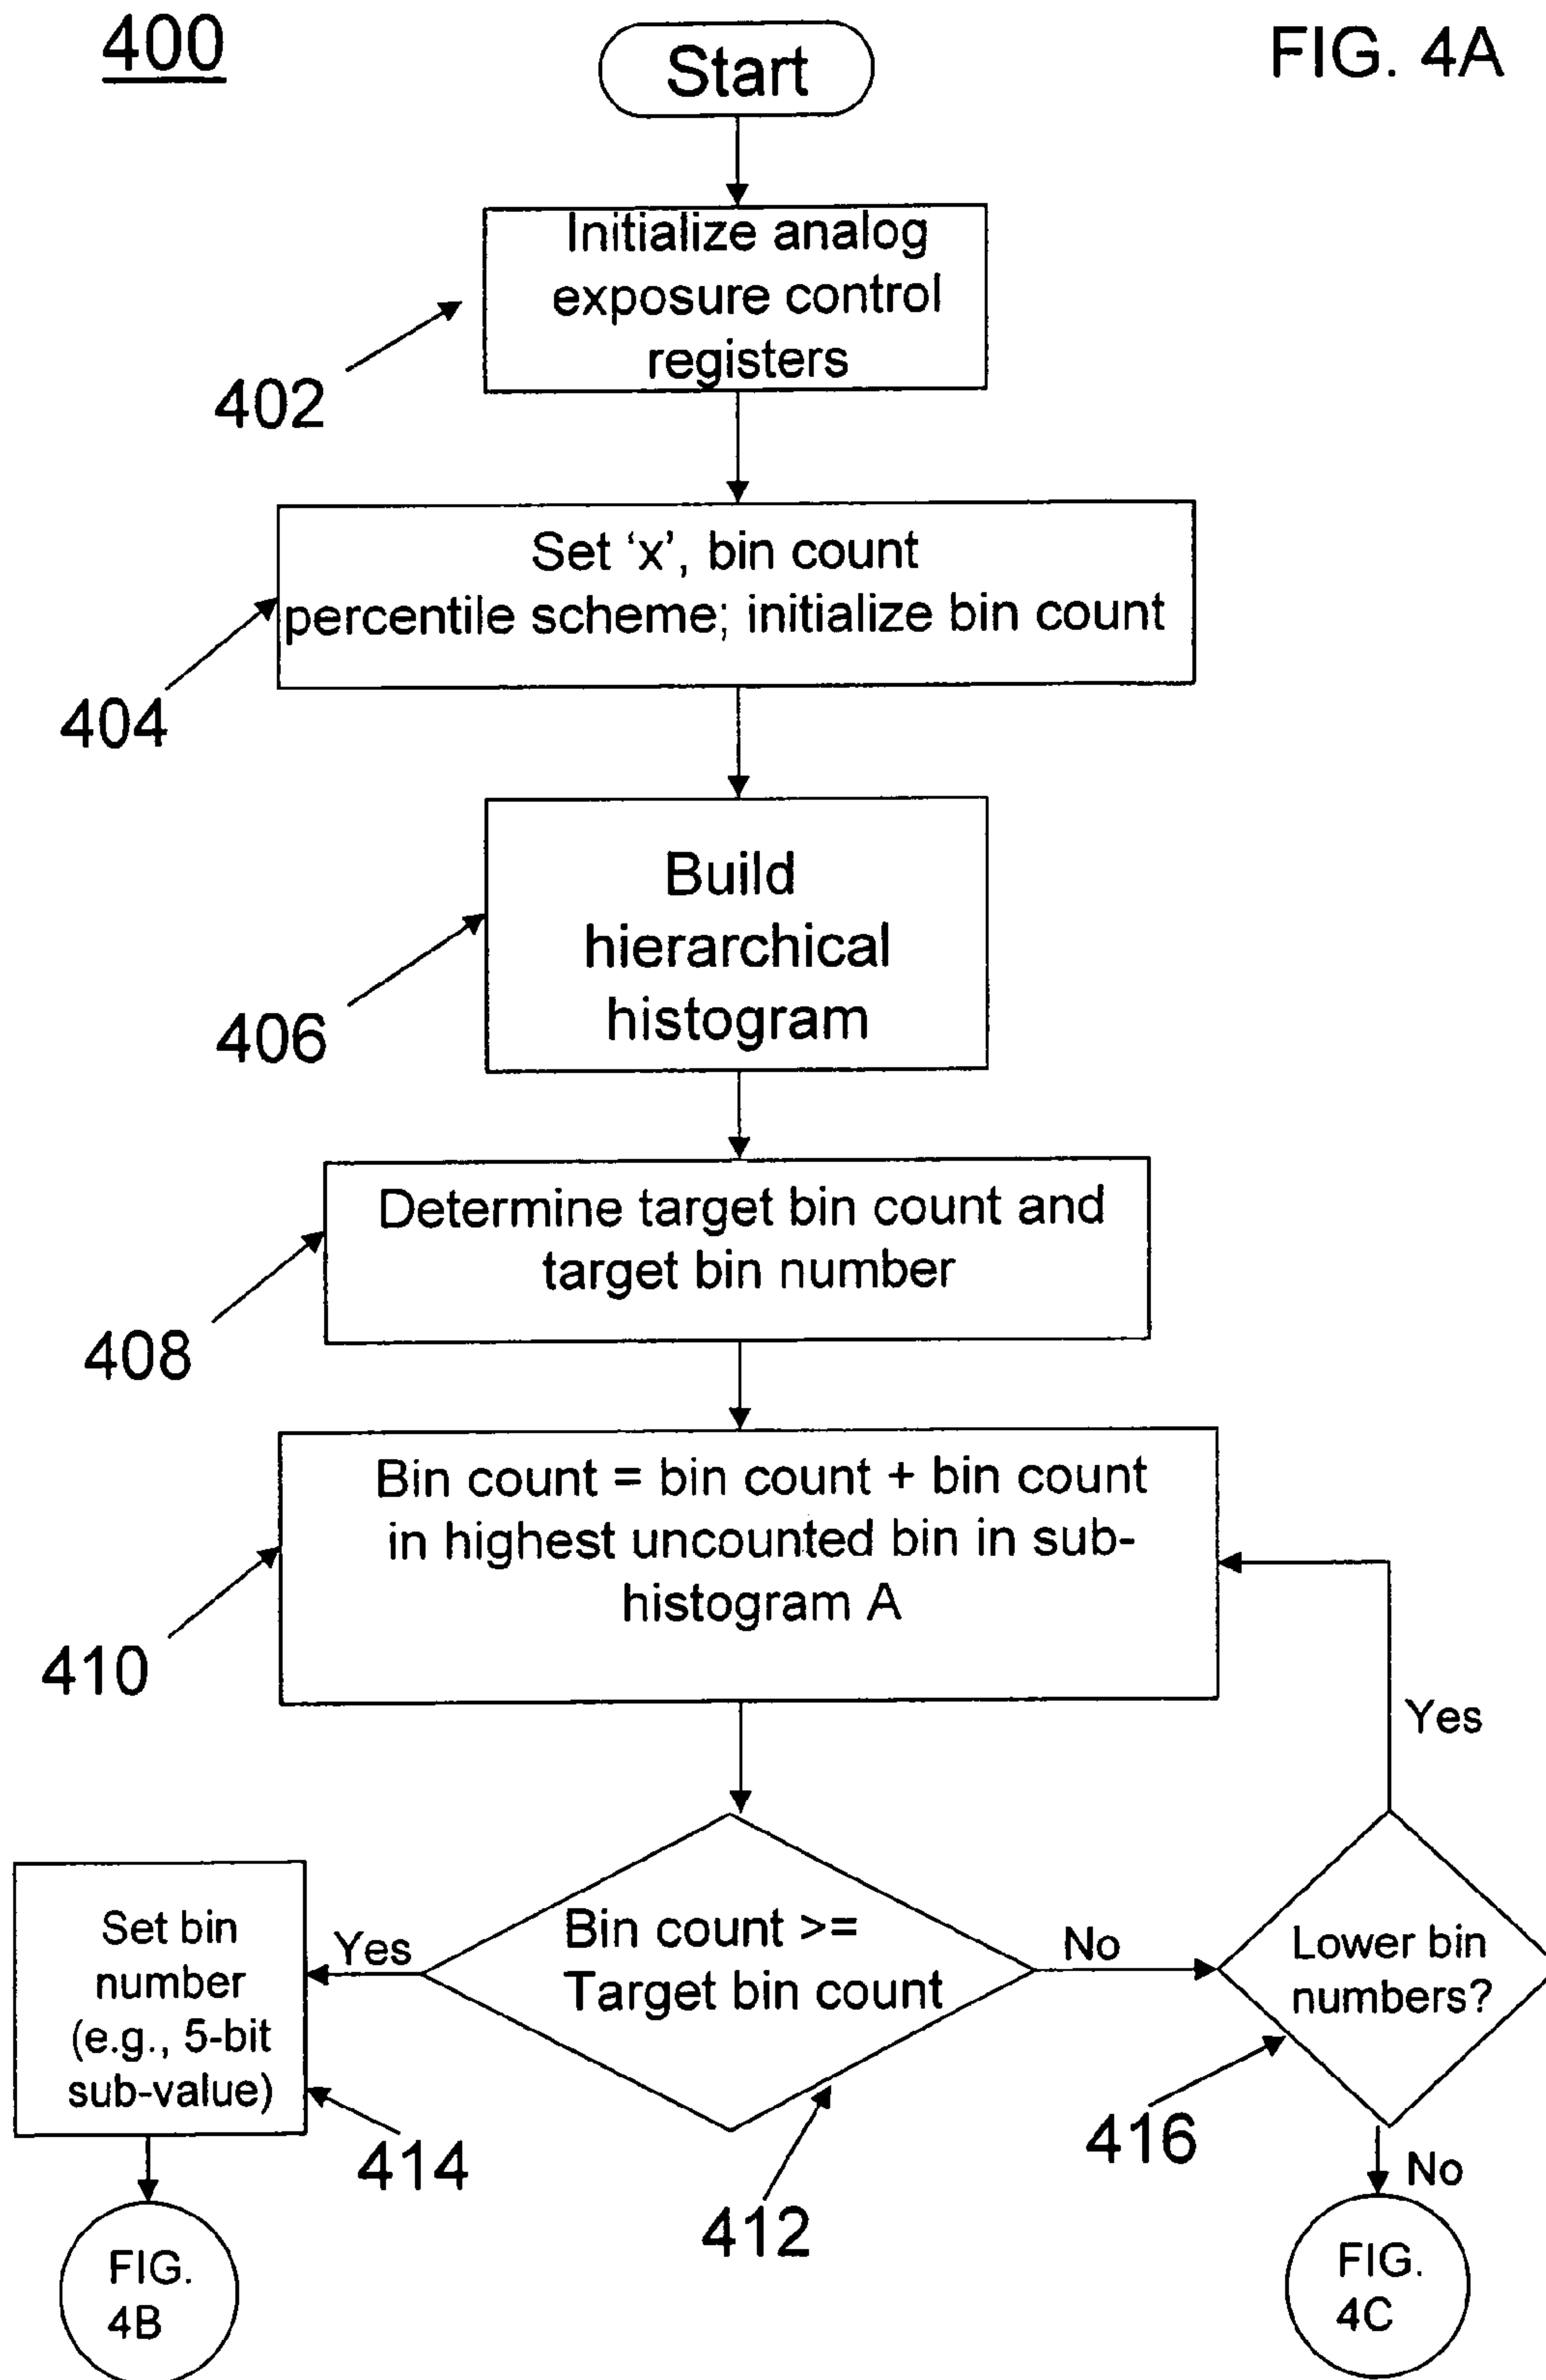 400
FIG. 4A
Start
Initialize analog
exposure control
registers
402
Set ‘x’, bin count
percentile scheme; initialize bin count
404
Build
hierarchical
histogram
406
Determine target bin count and
target bin number
408
Bin count = bin count + bin count
in highest uncounted bin in sub-
histogram A
410
Yes
Set bin
number
(e.g., 5-bit
sub-value)
Yes
Bin count >=
Target bin count
No
Lower bin
numbers?
414
412
416
No
FIG.
4B
FIG.
4C